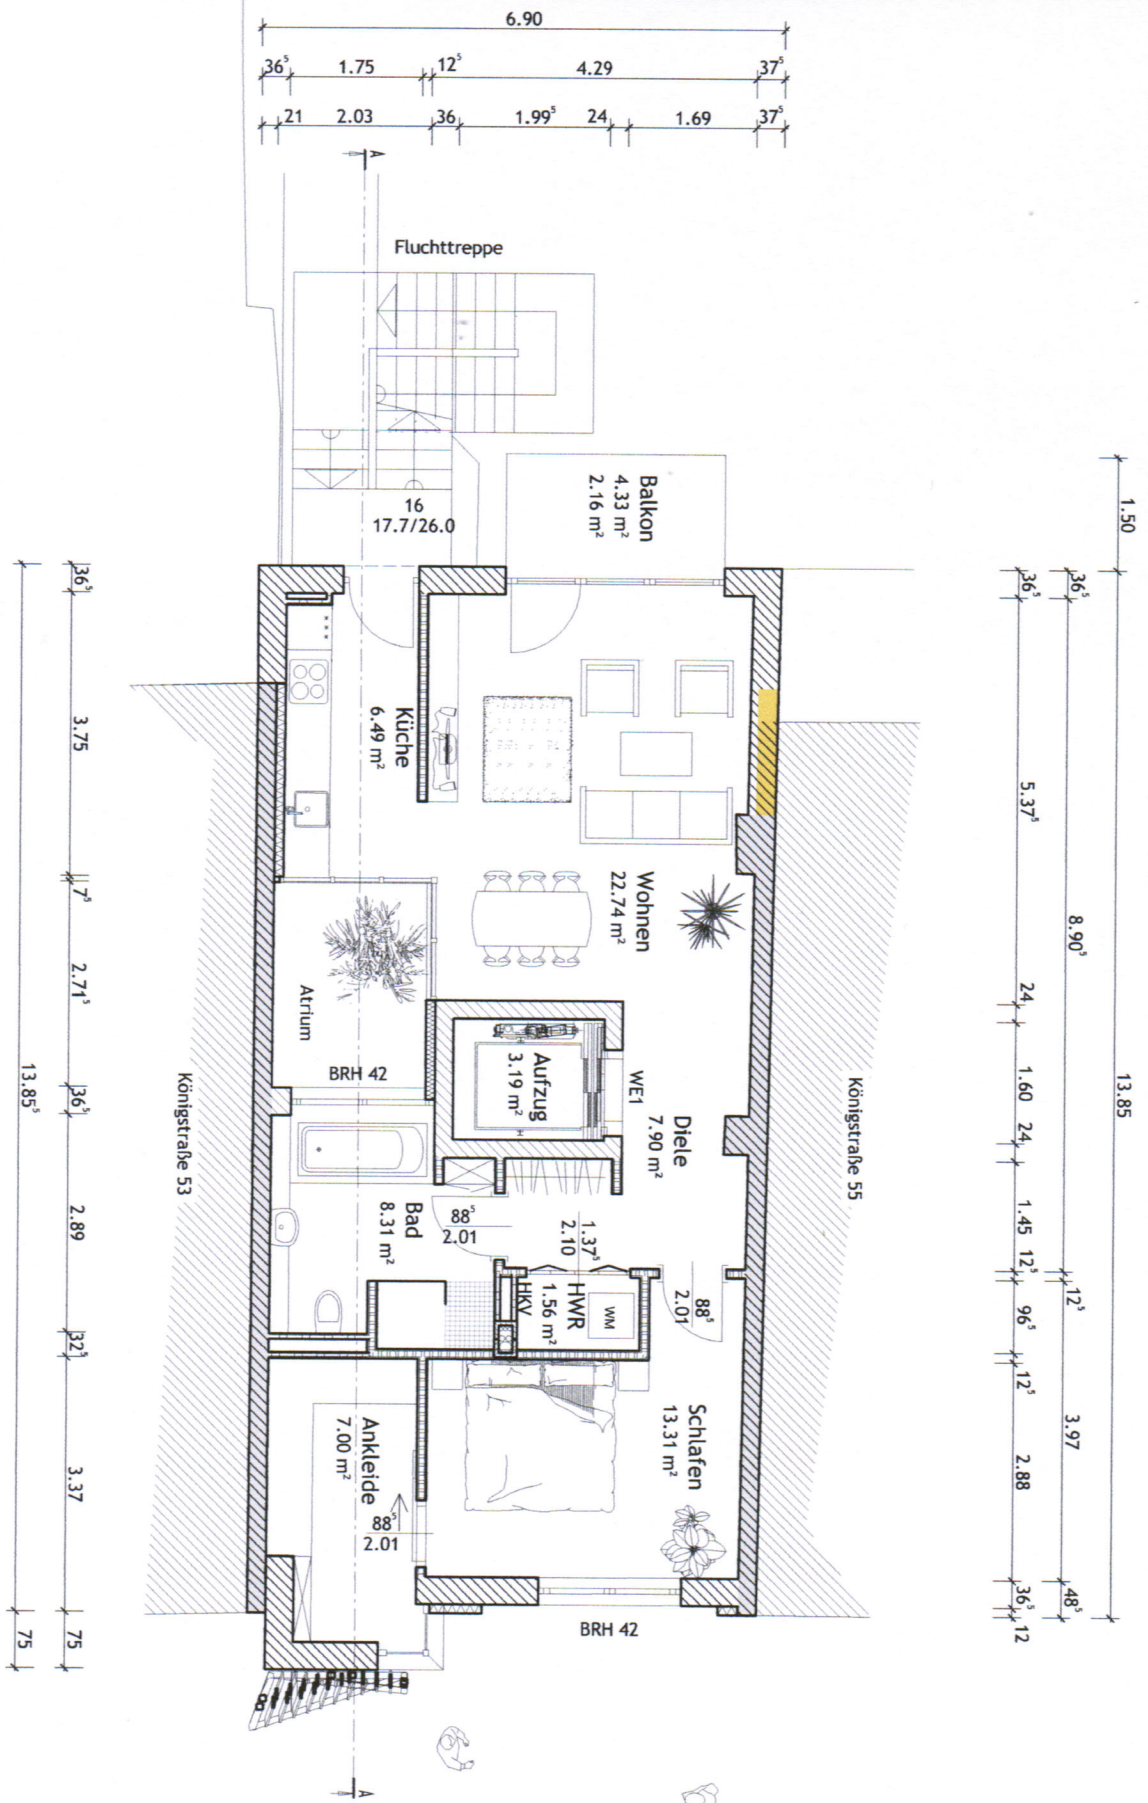 6.90
36⁵ 1.75 12⁵ 4.29 37⁵
21 2.03 36 1.99⁵ 24 1.69 37⁵
A
Fluchttreppe
16
17.7/26.0
Balkon
4.33 m²
2.16 m²
1.50
13.85
36⁵ 8.90⁵ 12⁵ 3.97 48⁵
36⁵ 5.37⁵ 24 1.60 24 1.45 12⁵ 96⁵ 12⁵ 2.88 36⁵ 12
Küche
6.49 m²
Wohnen
22.74 m²
Atrium
BRH 42
Aufzug
3.19 m²
WE1
Diele
7.90 m²
Königstraße 53
Königstraße 55
Bad
8.31 m²
88⁵
2.01
1.37⁵
2.10
HKV
HWR
1.56 m²
WM
88⁵
2.01
Schlafen
13.31 m²
Ankleide
7.00 m²
88⁵
2.01
BRH 42
36⁵ 3.75 7⁵ 2.71⁵ 36⁵ 2.89 32⁵ 3.37 75
13.85⁵ 75
A